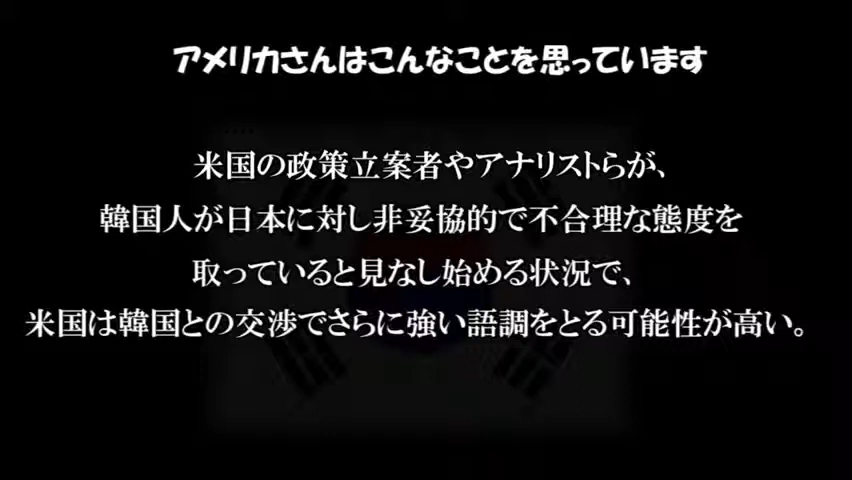 アメリカさんはこんなことを思っています
米国の政策立案者やアナリストらが、
韓国人が日本に対し非妥協的で不合理な態度を
取っていると見なし始める状況で、
米国は韓国との交渉でさらに強い語調をとる可能性が高い。